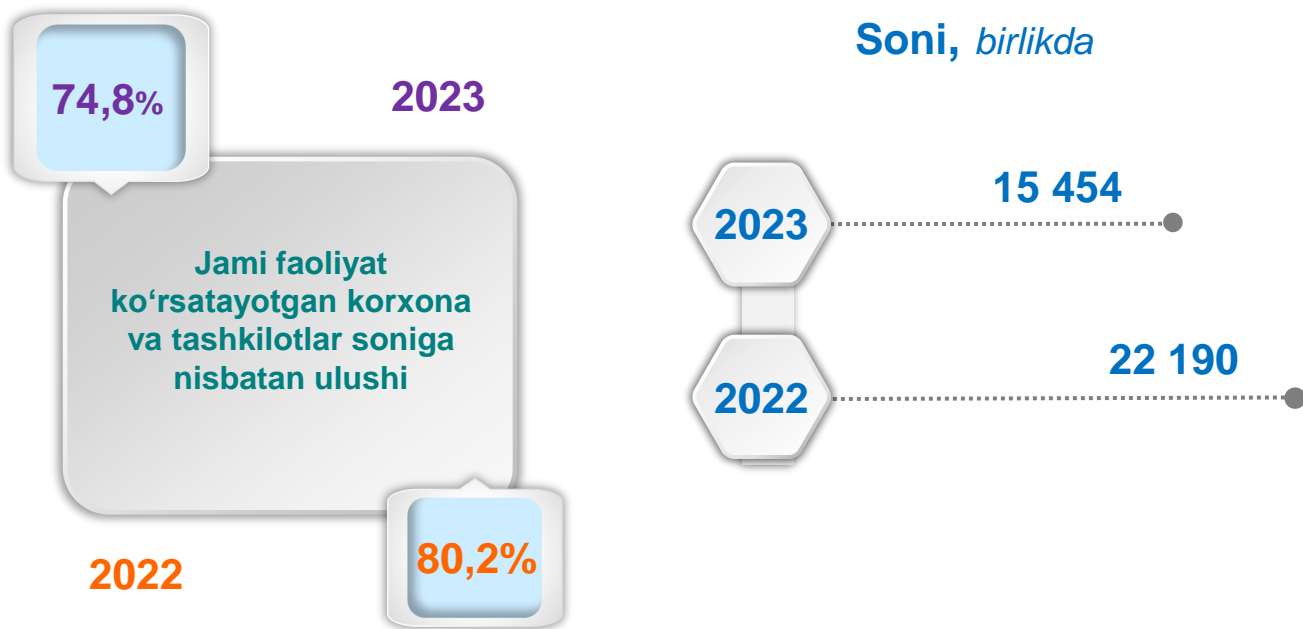 74,8%
2023
Jami faoliyat
ko‘rsatayotgan korxona
va tashkilotlar soniga
nisbatan ulushi
2022
80,2%
Soni, birlikda
2023
15 454
2022
22 190